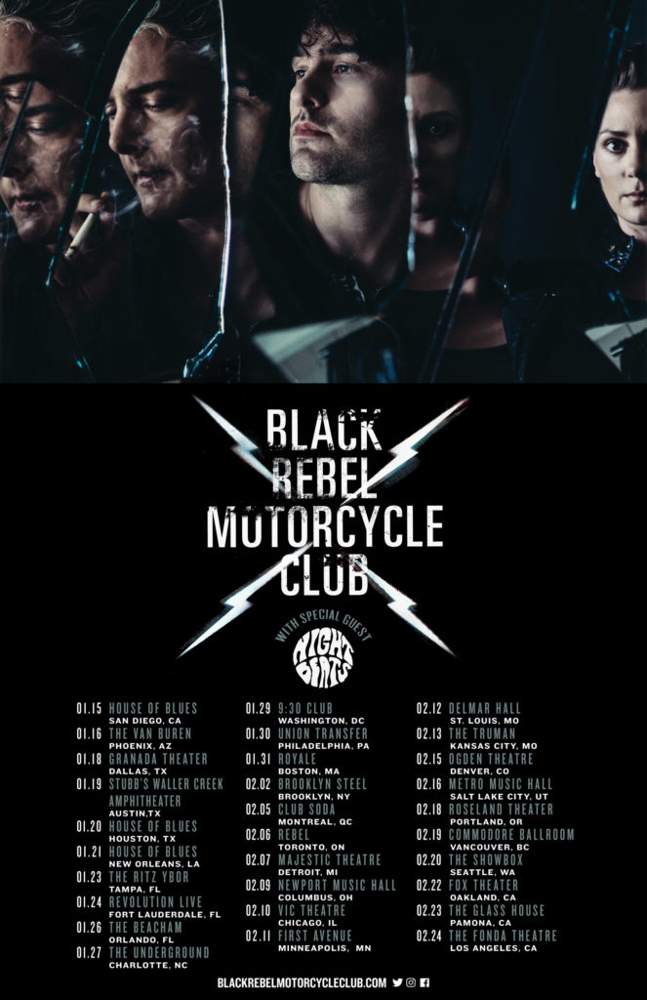 BLACK
REBEL
MOTORCYCLE
CLUB
WITH SPECIAL GUEST
NIGHT
BEATS
01.15 HOUSE OF BLUES
SAN DIEGO, CA
01.16 THE VAN BUREN
PHOENIX, AZ
01.18 GRANADA THEATER
DALLAS, TX
01.19 STUBB'S WALLER CREEK
AMPHITHEATER
AUSTIN,TX
01.20 HOUSE OF BLUES
HOUSTON, TX
01.21 HOUSE OF BLUES
NEW ORLEANS, LA
01.23 THE RITZ YBOR
TAMPA, FL
01.24 REVOLUTION LIVE
FORT LAUDERDALE, FL
01.26 THE BEACHAM
ORLANDO, FL
01.27 THE UNDERGROUND
CHARLOTTE, NC
01.29 9:30 CLUB
WASHINGTON, DC
01.30 UNION TRANSFER
PHILADELPHIA, PA
01.31 ROYALE
BOSTON, MA
02.02 BROOKLYN STEEL
BROOKLYN, NY
02.05 CLUB SODA
MONTREAL, QC
02.06 REBEL
TORONTO, ON
02.07 MAJESTIC THEATRE
DETROIT, MI
02.09 NEWPORT MUSIC HALL
COLUMBUS, OH
02.10 VIC THEATRE
CHICAGO, IL
02.11 FIRST AVENUE
MINNEAPOLIS, MN
02.12 DELMAR HALL
ST. LOUIS, MO
02.13 THE TRUMAN
KANSAS CITY, MO
02.15 OGDEN THEATRE
DENVER, CO
02.16 METRO MUSIC HALL
SALT LAKE CITY, UT
02.18 ROSELAND THEATER
PORTLAND, OR
02.19 COMMODORE BALLROOM
VANCOUVER, BC
02.20 THE SHOWBOX
SEATTLE, WA
02.22 FOX THEATER
OAKLAND, CA
02.23 THE GLASS HOUSE
PAMONA, CA
02.24 THE FONDA THEATRE
LOS ANGELES, CA
BLACKREBELMOTORCYCLECLUB.COM